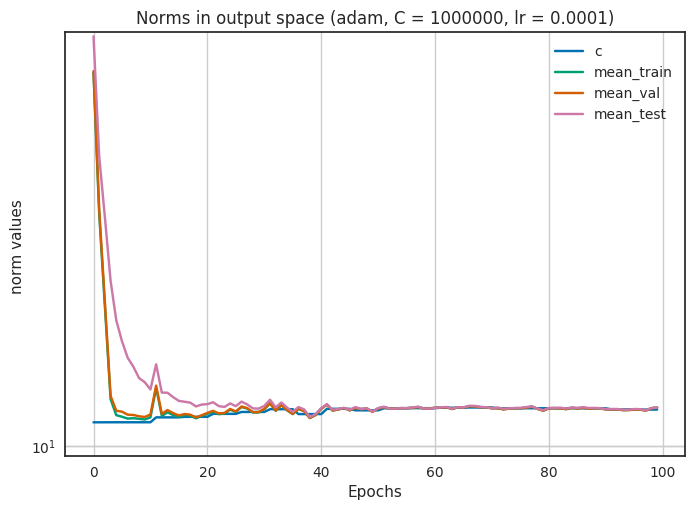 Norms in output space (adam, C = 1000000, lr = 0.0001)
c
mean_train
mean_val
mean_test
norm values
10¹
0 20 40 60 80 100
Epochs